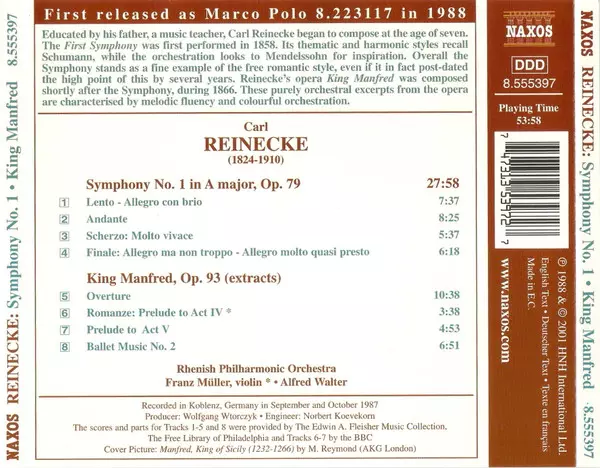 First released as Marco Polo 8.223117 in 1988
Educated by his father, a music teacher, Carl Reinecke began to compose at the age of seven.
The First Symphony was first performed in 1858. Its thematic and harmonic styles recall
Schumann, while the orchestration looks to Mendelssohn for inspiration. Overall the
Symphony stands as a fine example of the free romantic style, even if it in fact post-dated
the high point of this by several years. Reinecke's opera King Manfred was composed
shortly after the Symphony, during 1866. These purely orchestral excerpts from the opera
are characterised by melodic fluency and colourful orchestration.
Carl
REINECKE
(1824-1910)
Symphony No. 1 in A major, Op. 79 27:58
1 Lento - Allegro con brio 7:37
2 Andante 8:25
3 Scherzo: Molto vivace 5:37
4 Finale: Allegro ma non troppo - Allegro molto quasi presto 6:18
King Manfred, Op. 93 (extracts)
5 Overture 10:38
6 Romanze: Prelude to Act IV * 3:38
7 Prelude to Act V 4:53
8 Ballet Music No. 2 6:51
Rhenish Philharmonic Orchestra
Franz Müller, violin * • Alfred Walter
Recorded in Koblenz, Germany in September and October 1987
Producer: Wolfgang Wtorczyk • Engineer: Norbert Koevekorn
The scores and parts for Tracks 1-5 and 8 were provided by The Edwin A. Fleisher Music Collection,
The Free Library of Philadelphia and Tracks 6-7 by the BBC
Cover Picture: Manfred, King of Sicily (1232-1266) by M. Reymond (AKG London)
NAXOS
DDD
8.555397
Playing Time
53:58
7 47313 53972 7
www.naxos.com
℗ 1988 & © 2001 HNH International Ltd.
English Text • Deutscher Text • Texte en français
Made in E.C.
NAXOS REINECKE: Symphony No. 1 • King Manfred 8.555397
NAXOS REINECKE: Symphony No. 1 • King Manfred 8.555397